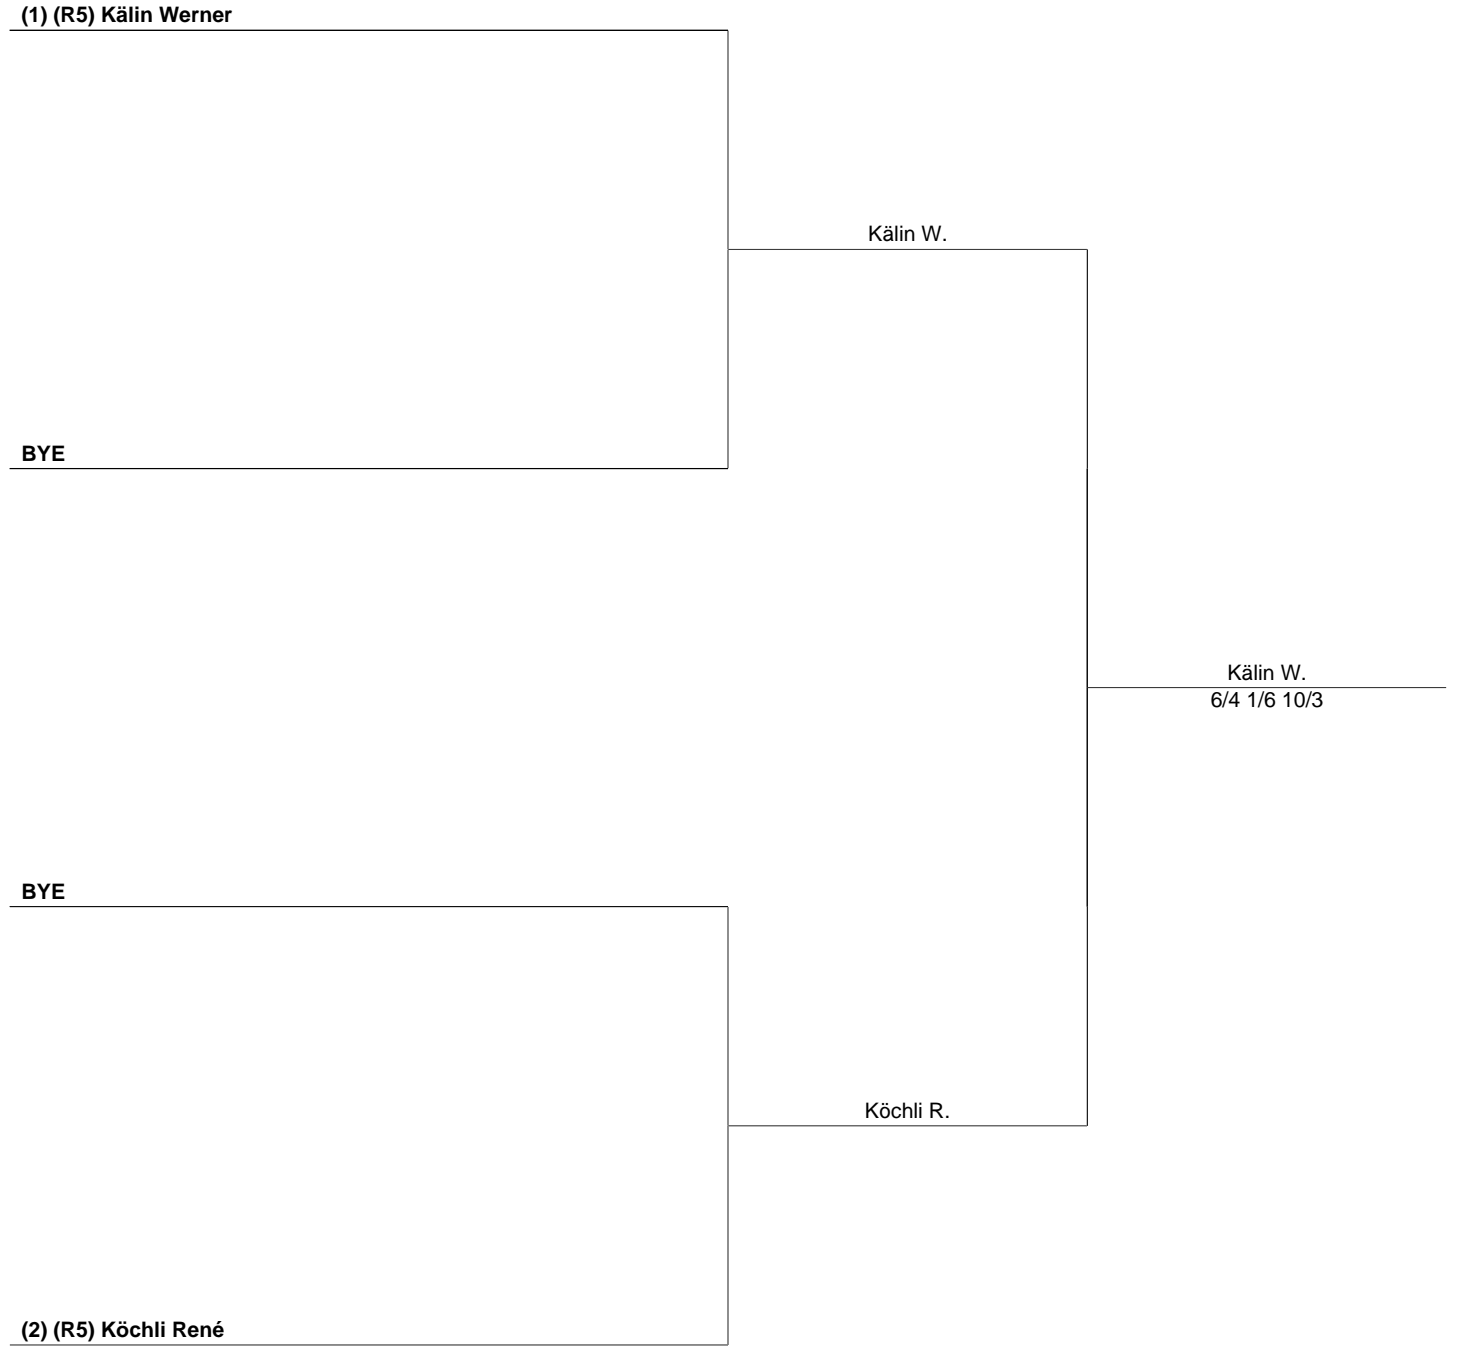 (1) (R5) Kälin Werner
Kälin W.
BYE
Kälin W.
6/4 1/6 10/3
BYE
Köchli R.
(2) (R5) Köchli René